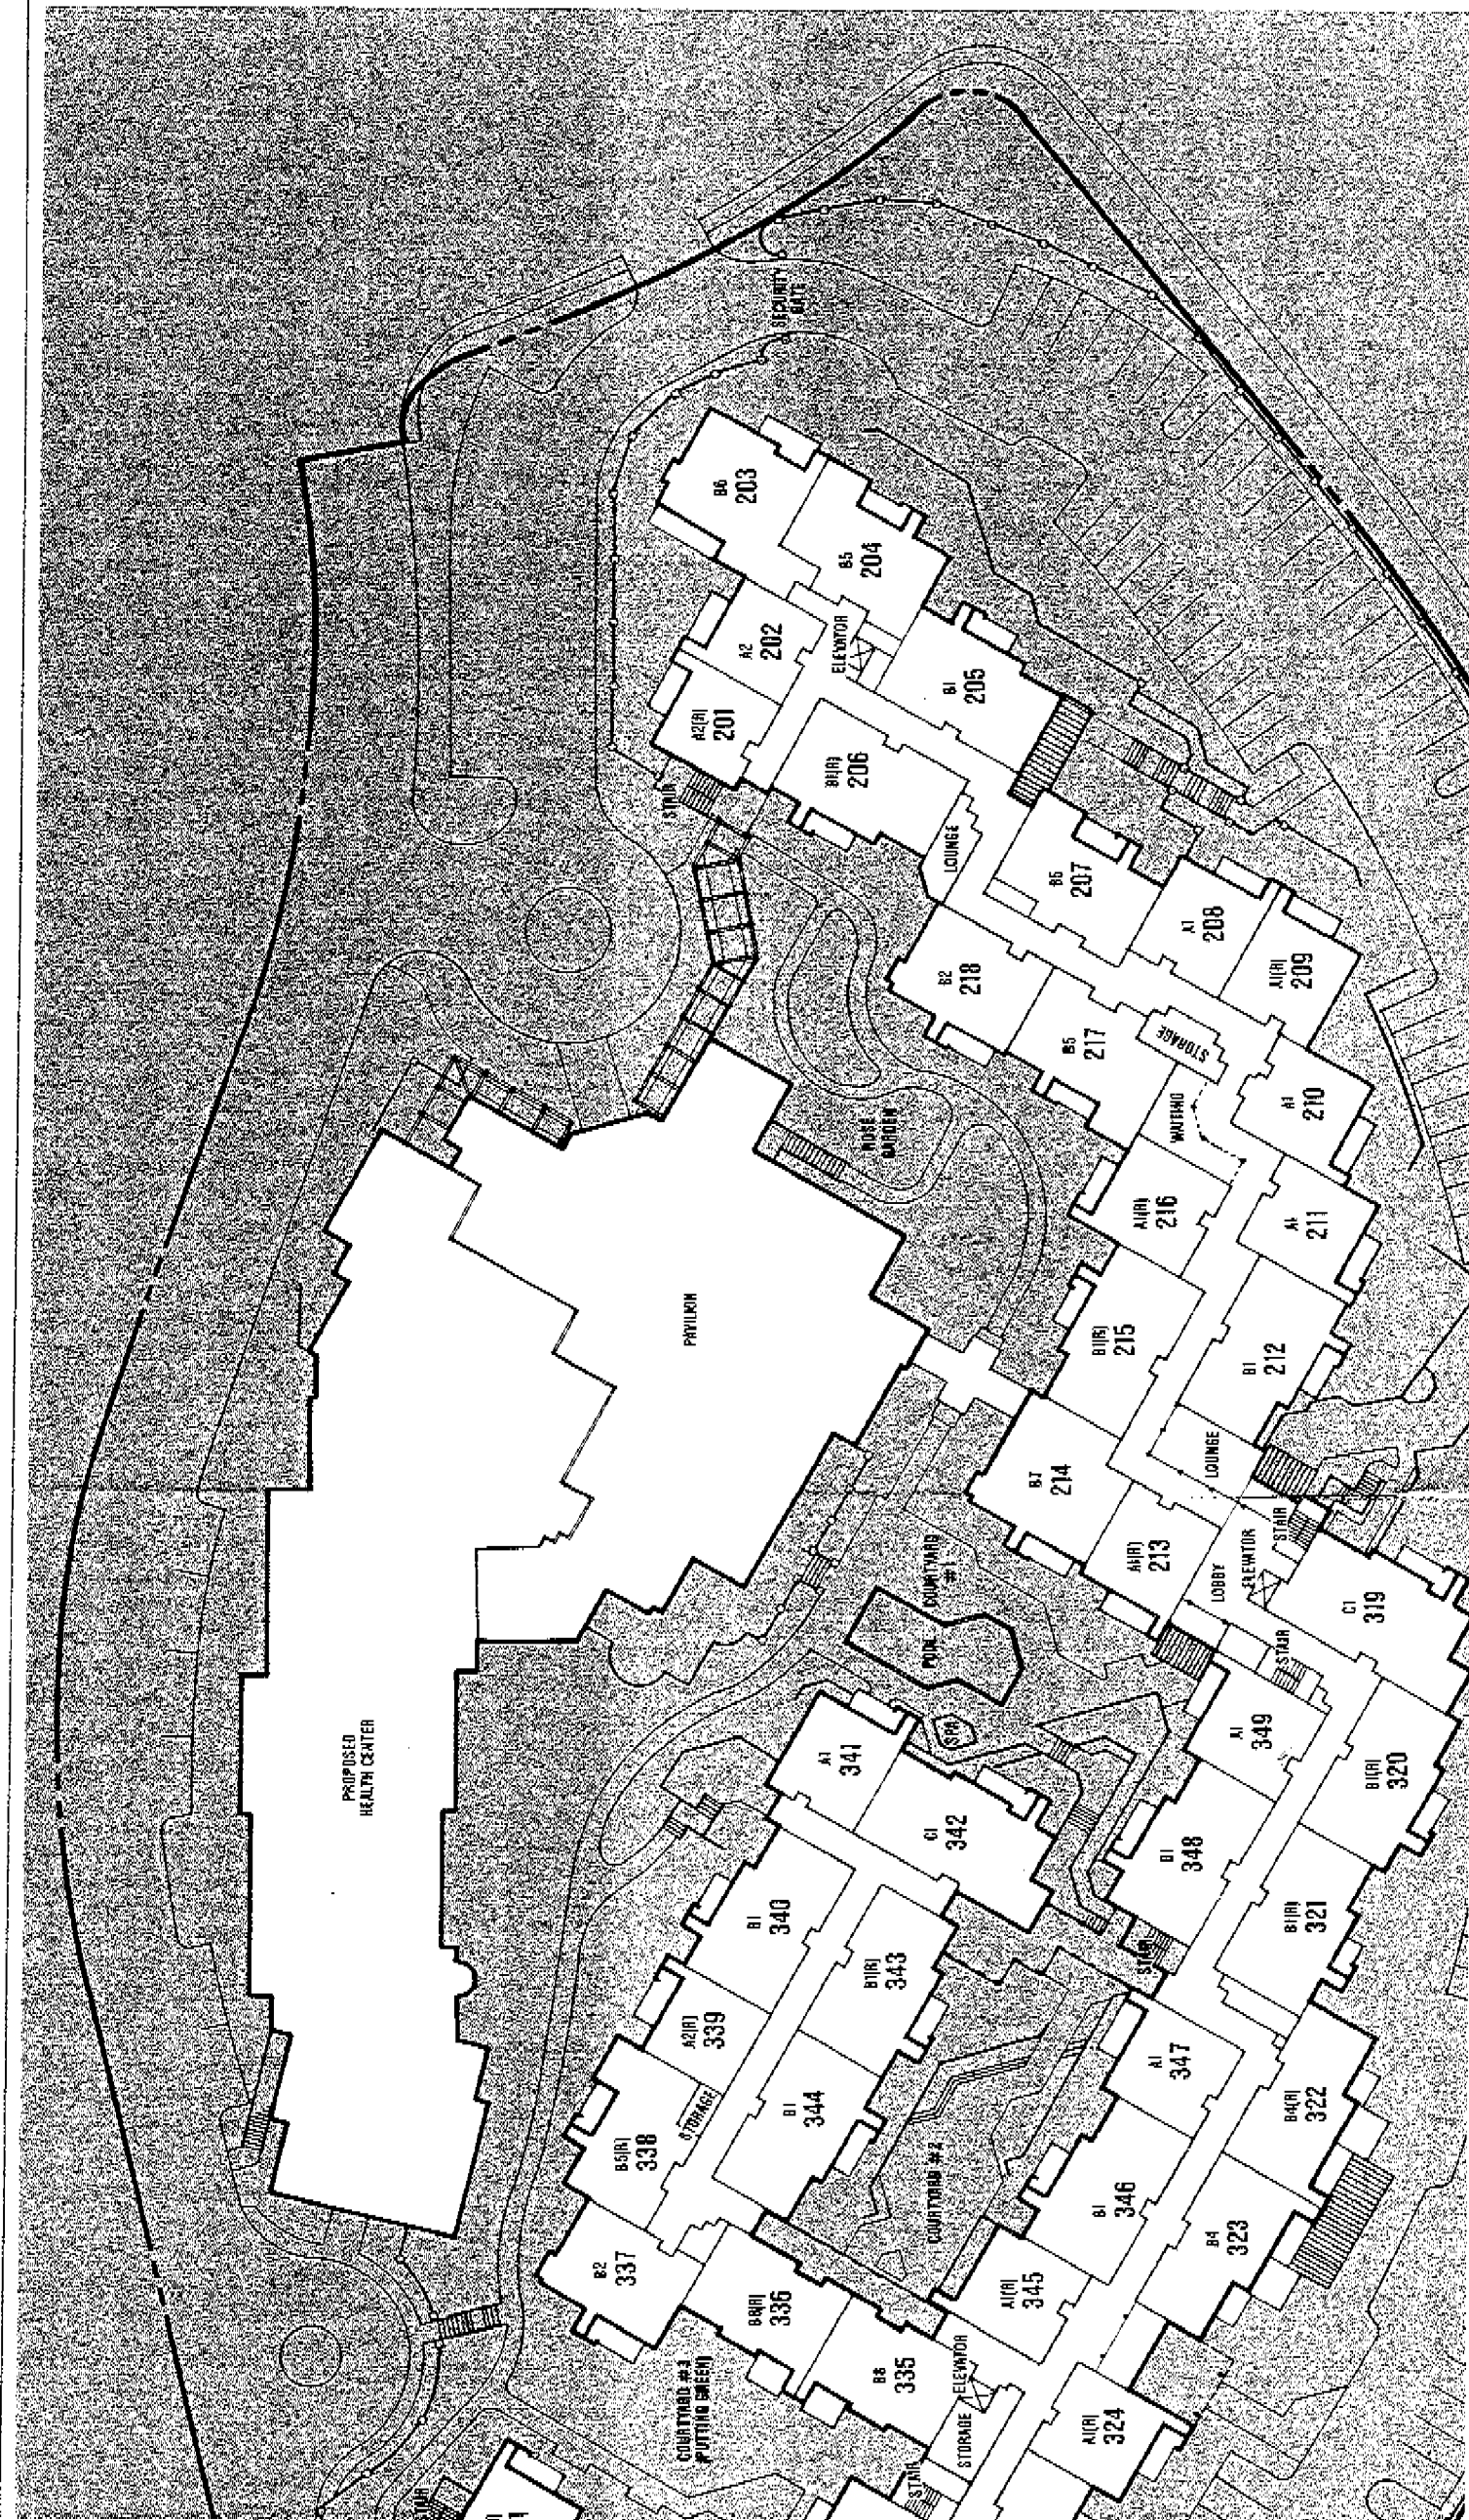 SECURITY
GATE
B6
203
B5
204
A2
202
ELEVATOR
A2(R)
201
B1
205
STAIR
B1(R)
206
LOUNGE
B6
207
A1
208
B2
218
A1(R)
209
B5
217
STORAGE
ROSE
GARDEN
WAITING
A1
210
A1(R)
216
211
PAVILION
B1(R)
215
B1
212
B7
214
LOUNGE
COURTYARD
#1
213
LOBBY
ELEVATOR
STAIR
POOL
C1
319
STAIR
SPA
A1
349
A1
341
PROPOSED
HEALTH CENTER
B1(R)
320
C1
342
B1
348
B1
340
B1(R)
321
B1(R)
343
STAIR
A2(R)
339
A1
347
B1
344
STORAGE
B4(R)
322
B5(R)
338
COURTYARD #2
B1
346
B4
323
B2
337
A1(R)
345
B6(R)
336
B8
335
ELEVATOR
COURTYARD #3
(PUTTING GREEN)
STORAGE
A1(R)
324
STAIR
STAIR